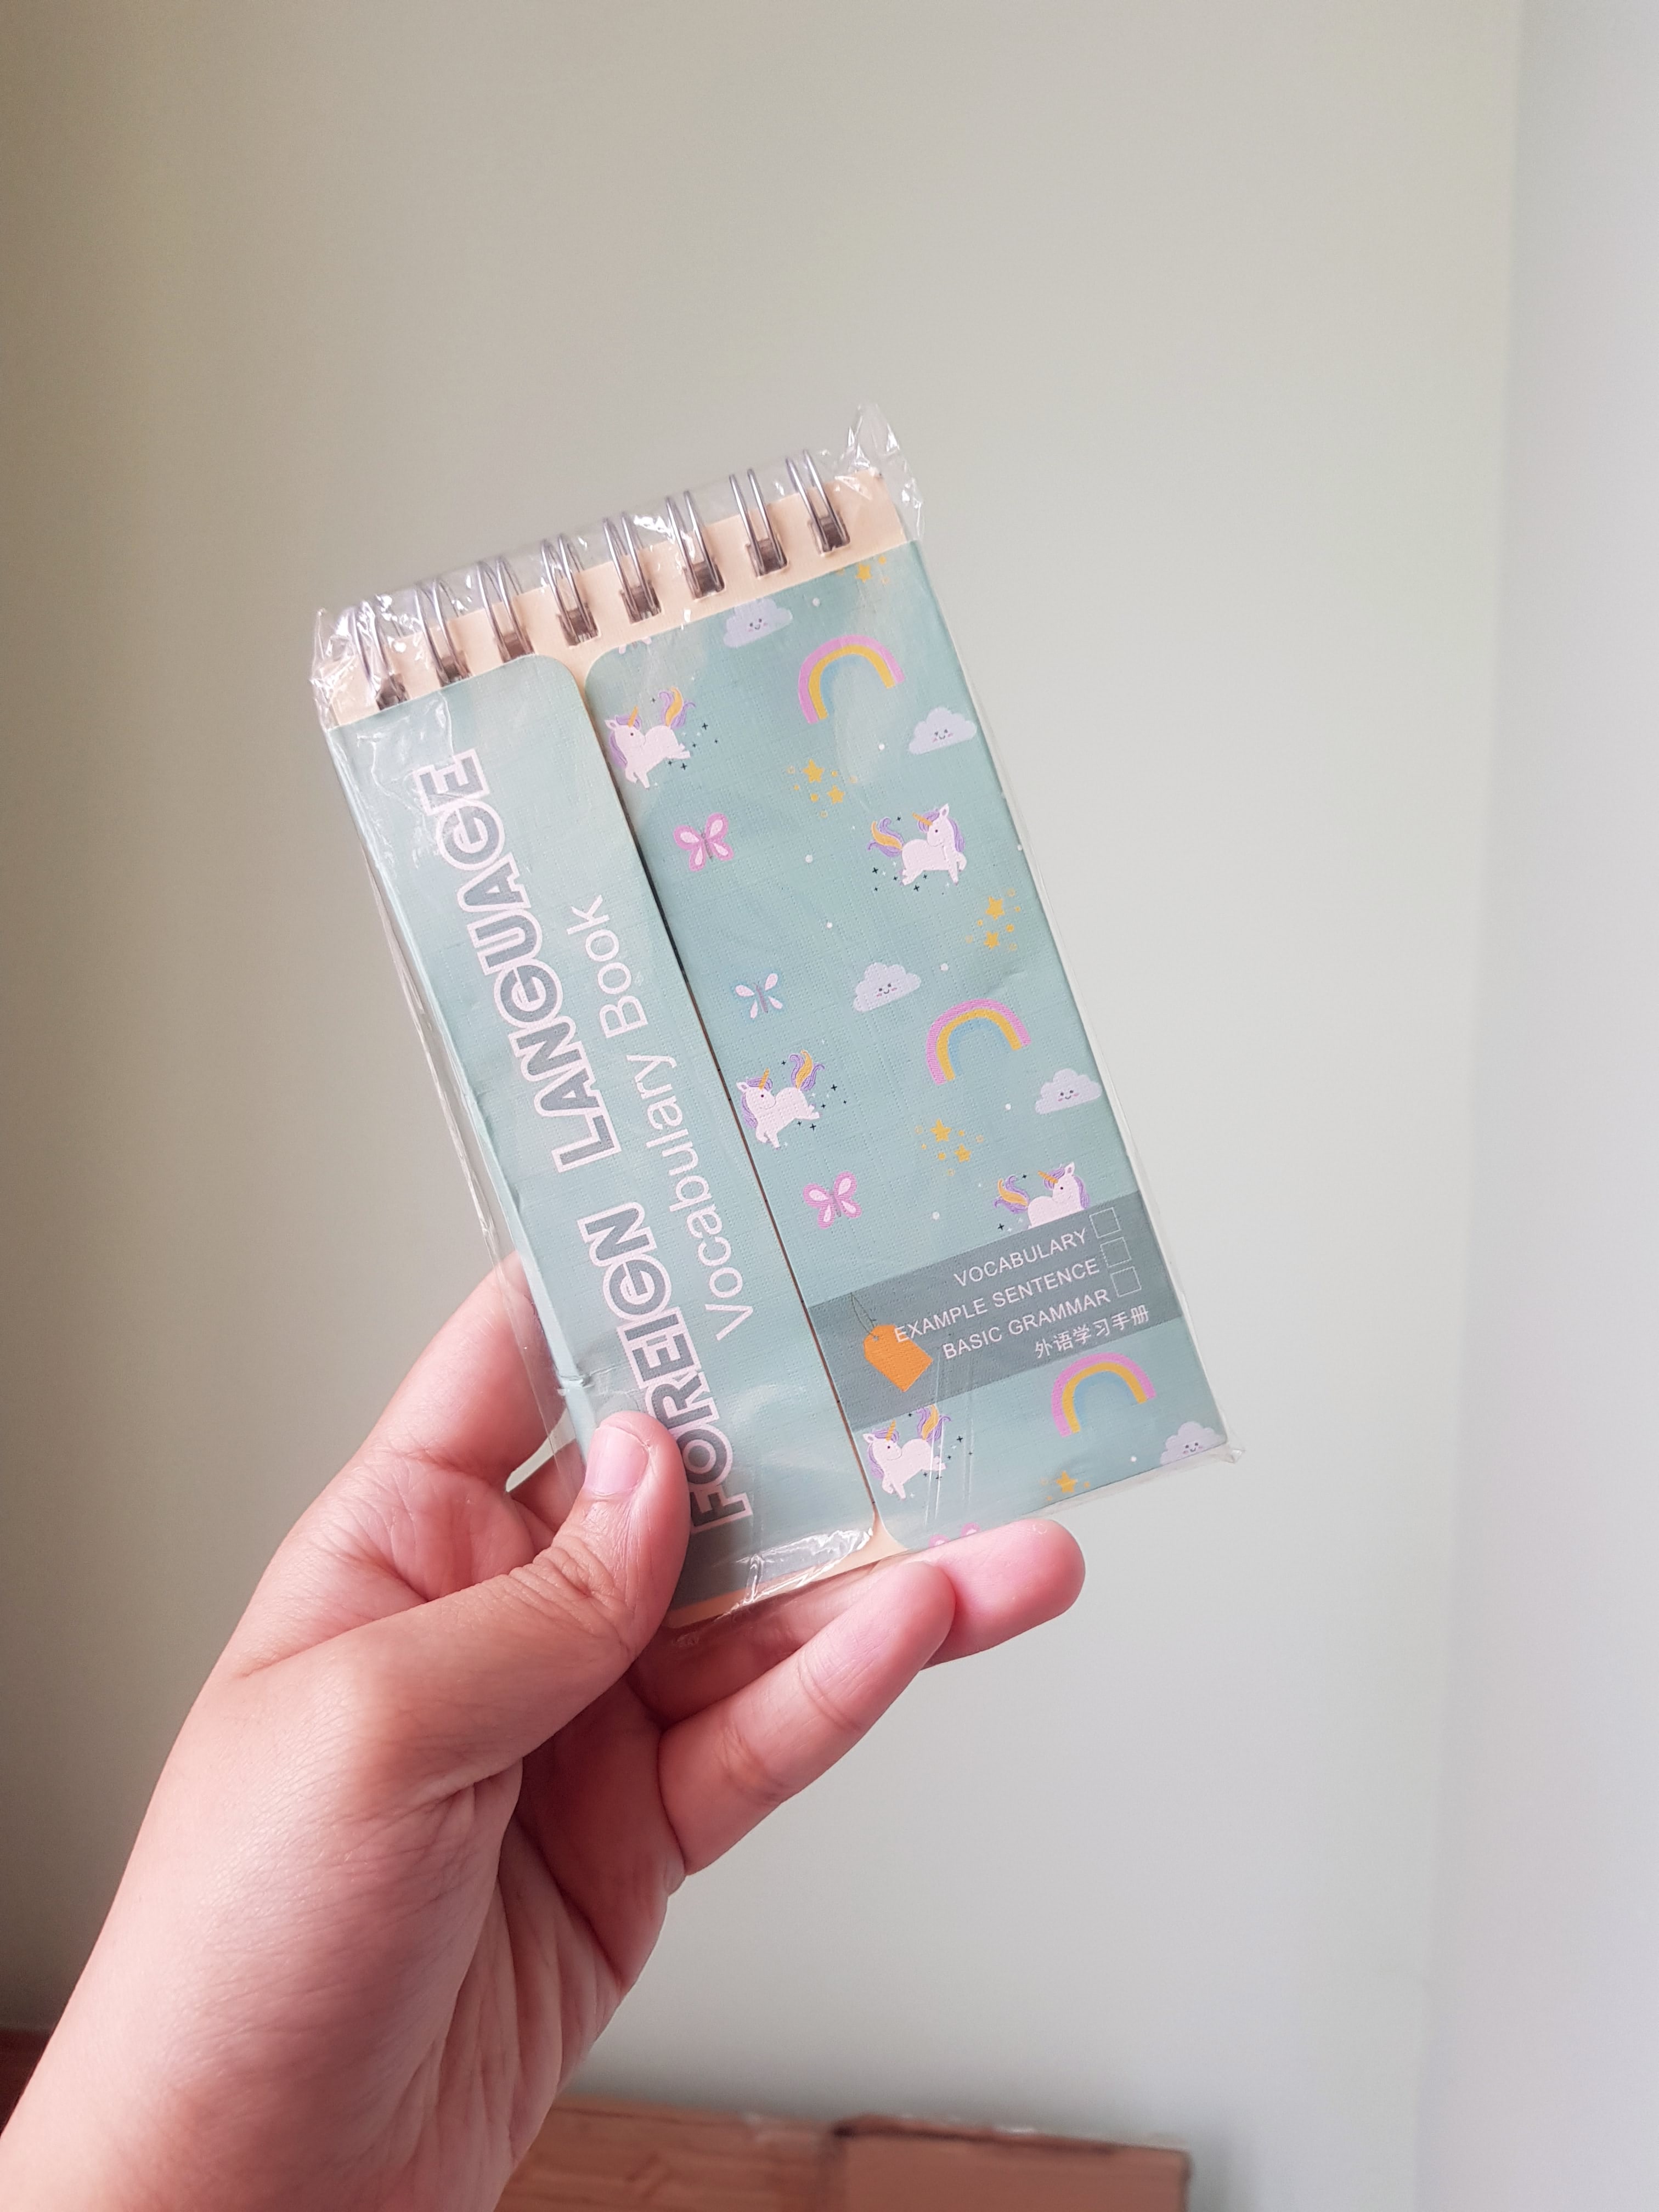 FOREIGN LANGUAGE
Vocabulary Book
VOCABULARY
EXAMPLE SENTENCE
BASIC GRAMMAR
外语学习手册